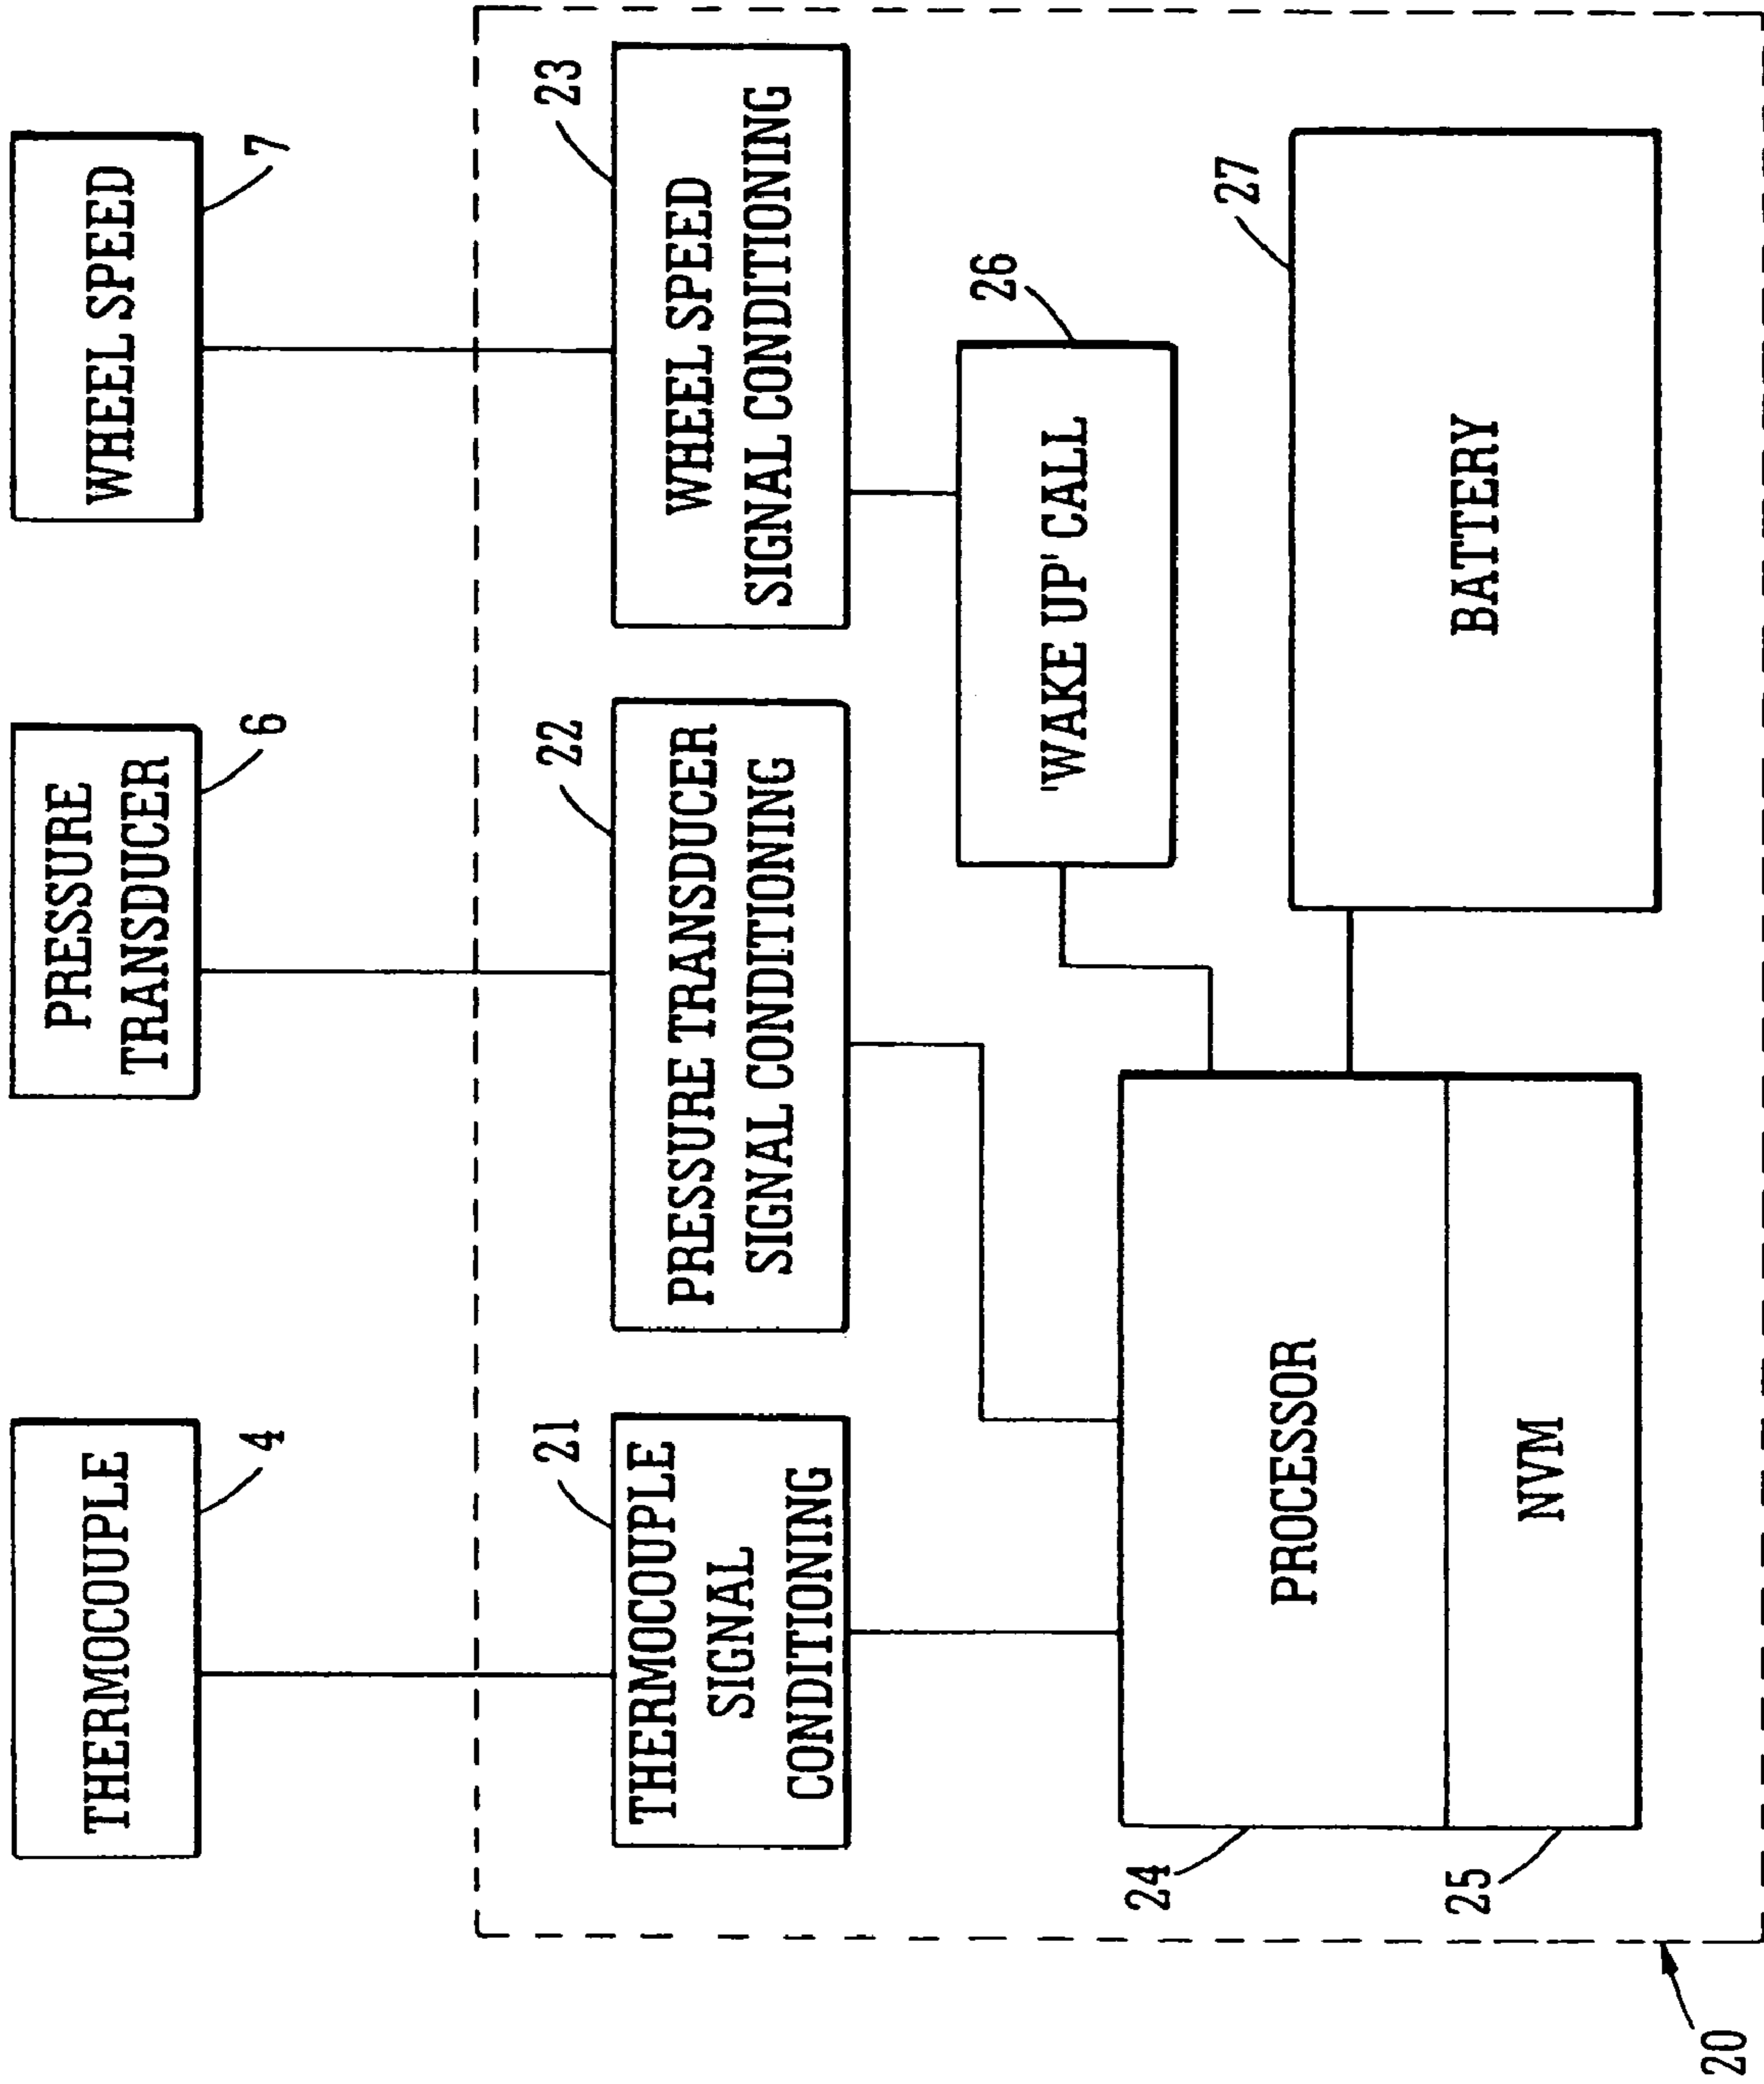 THERMOCOUPLE
4
PRESSURE
TRANSDUCER
6
WHEEL SPEED
7
21
THERMOCOUPLE
SIGNAL
CONDITIONING
22
PRESSURE TRANSDUCER
SIGNAL CONDITIONING
23
WHEEL SPEED
SIGNAL CONDITIONING
'WAKE UP' CALL
26
24
PROCESSOR
25
NVM
27
BATTERY
20